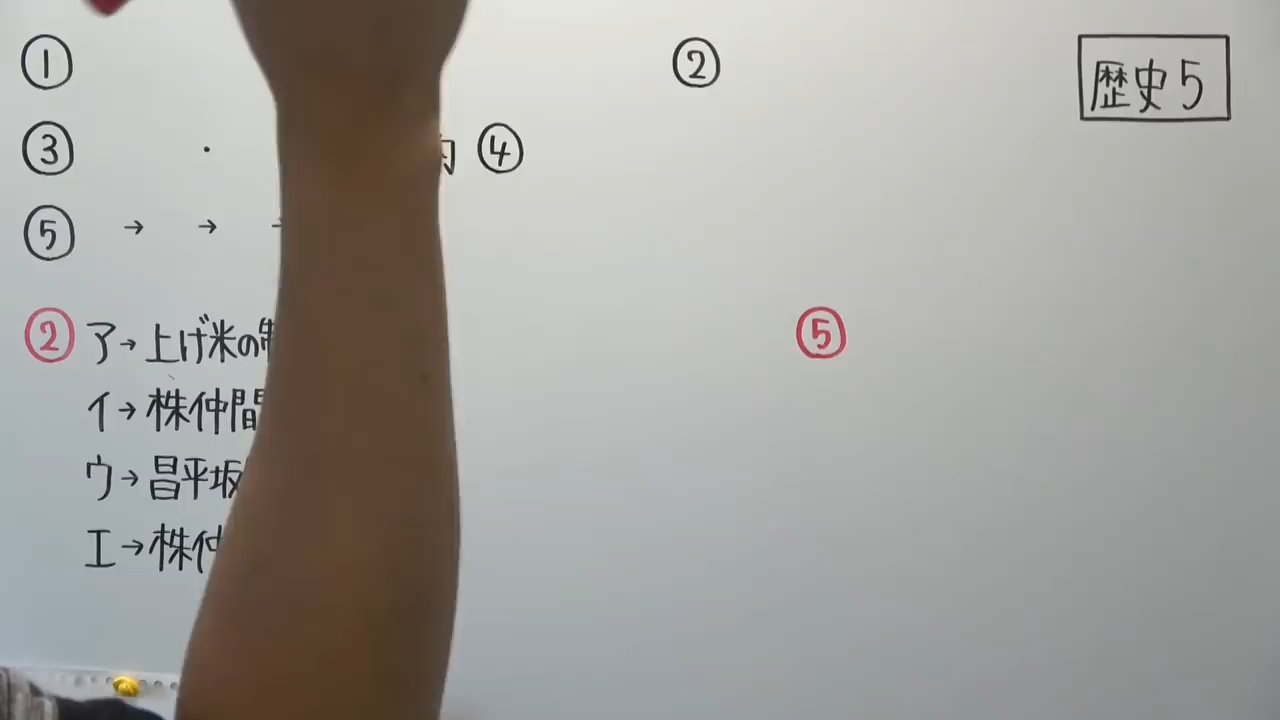 ① ② 歴史5
③ ・ ④
⑤ → →
② ア→上げ米の ⑤
イ→株仲間
ウ→昌平坂
エ→株仲